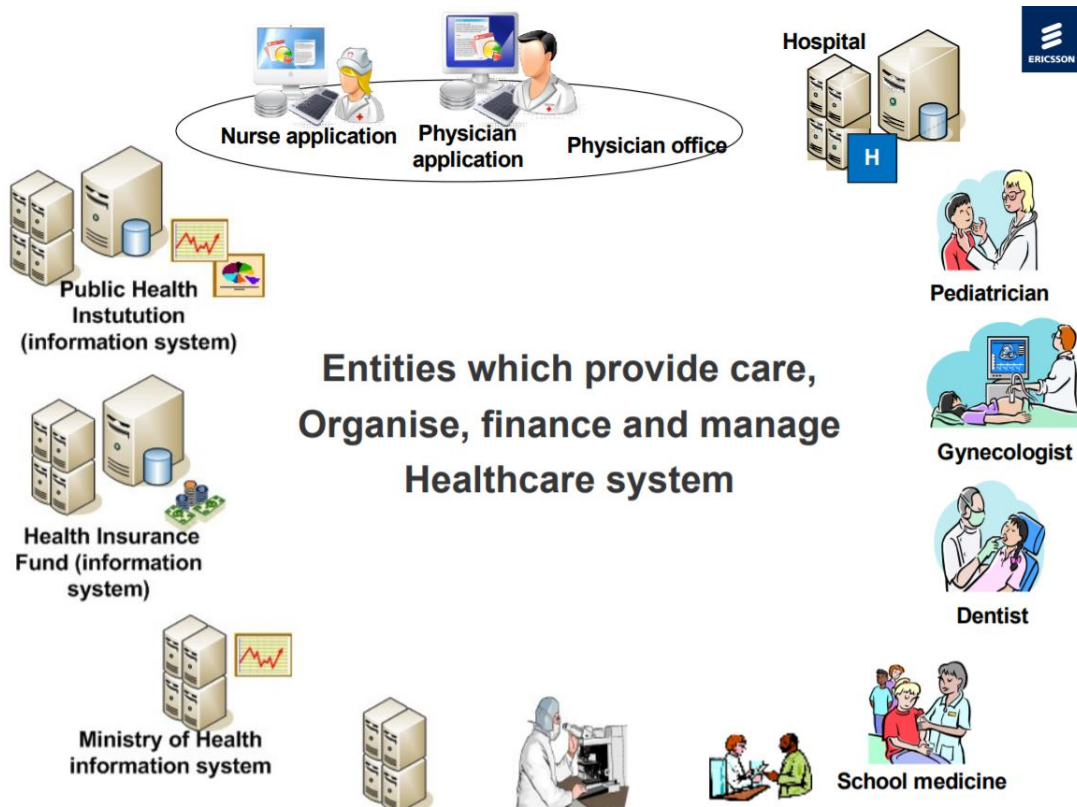 Hospital
ERICSSON
Nurse application
Physician
application
Physician office
H
Public Health
Instutution
(information system)
Pediatrician
Entities which provide care,
Organise, finance and manage
Healthcare system
Gynecologist
Health Insurance
Fund (information
system)
Dentist
Ministry of Health
information system
School medicine